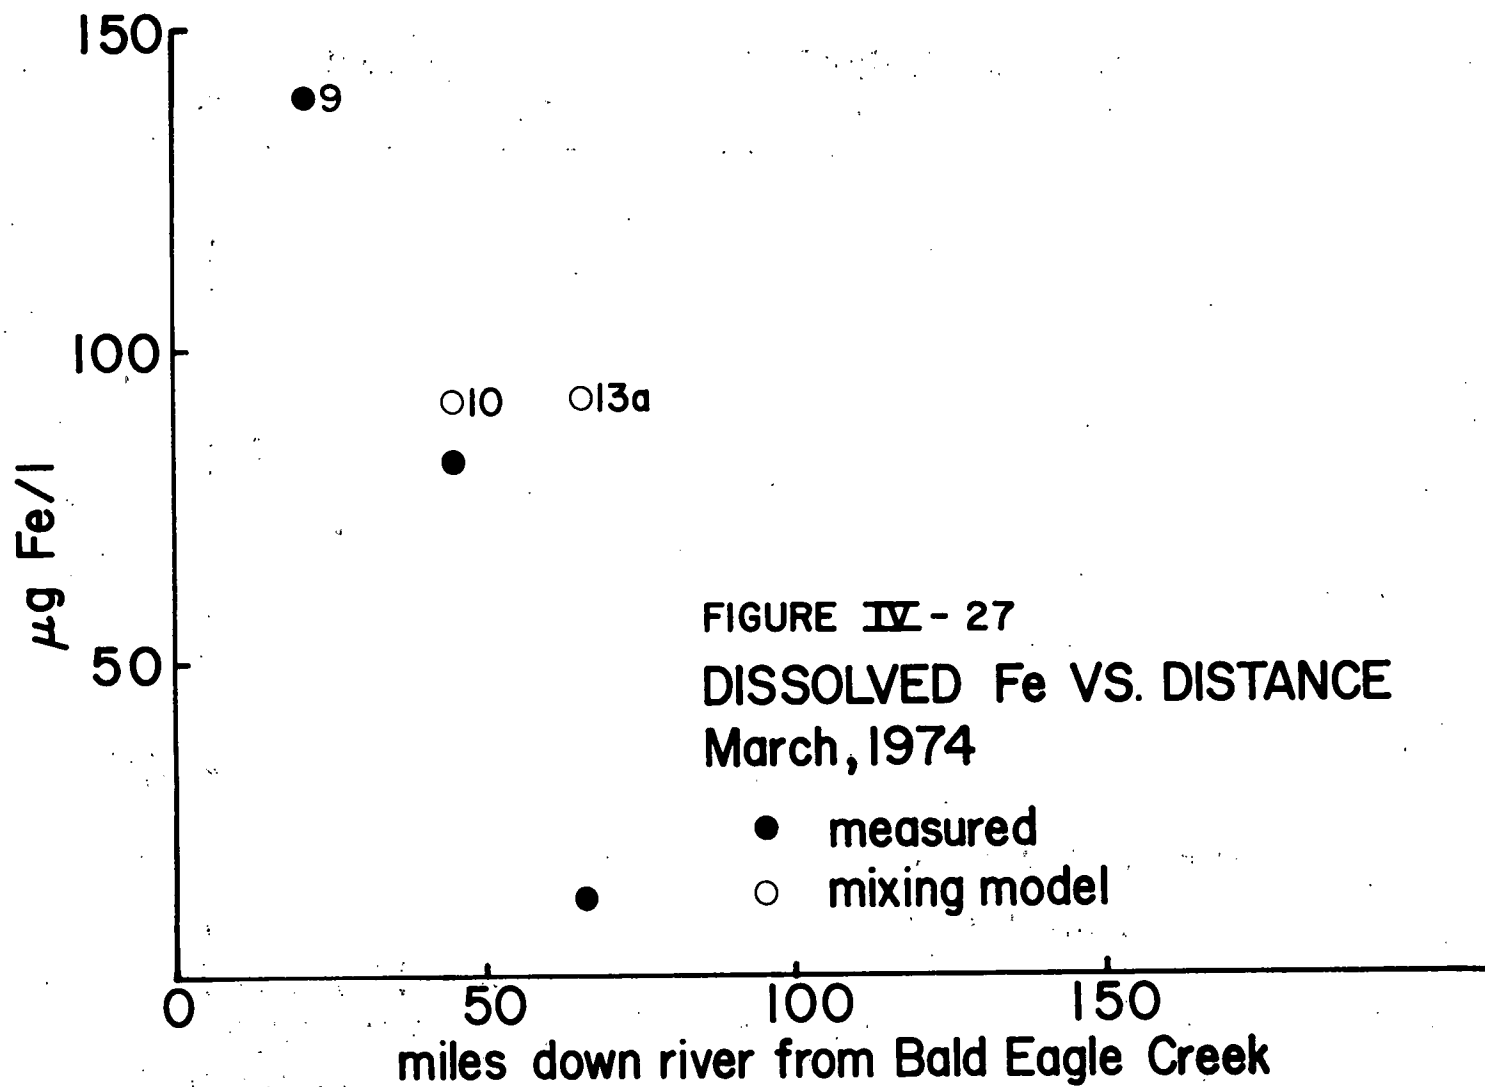 150
9
100
10
13a
μg Fe/l
50
FIGURE IV - 27
DISSOLVED Fe VS. DISTANCE
March, 1974
measured
mixing model
0
50
100
150
miles down river from Bald Eagle Creek